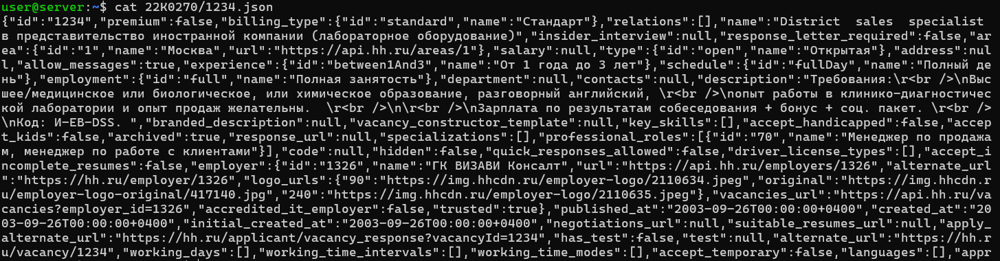 user@server:~$ cat 22K0270/1234.json
{"id":"1234","premium":false,"billing_type":{"id":"standard","name":"Стандарт"},"relations":[],"name":"District  sales  specialist
в представительство иностранной компании (лабораторное оборудование)","insider_interview":null,"response_letter_required":false,"ar
ea":{"id":"1","name":"Москва","url":"https://api.hh.ru/areas/1"},"salary":null,"type":{"id":"open","name":"Открытая"},"address":nul
l,"allow_messages":true,"experience":{"id":"between1And3","name":"От 1 года до 3 лет"},"schedule":{"id":"fullDay","name":"Полный де
нь"},"employment":{"id":"full","name":"Полная занятость"},"department":null,"contacts":null,"description":"Требования:\r<br />\nВыс
шее/медицинское или биологическое, или химическое образование, разговорный английский, \r<br />\nопыт работы в клинико-диагностичес
кой лаборатории и опыт продаж желательны.  \r<br />\n\r<br />\nЗарплата по результатам собеседования + бонус + соц. пакет. \r<br />
\nКод: И-EB-DSS. ","branded_description":null,"vacancy_constructor_template":null,"key_skills":[],"accept_handicapped":false,"accep
t_kids":false,"archived":true,"response_url":null,"specializations":[],"professional_roles":[{"id":"70","name":"Менеджер по продажа
м, менеджер по работе с клиентами"}],"code":null,"hidden":false,"quick_responses_allowed":false,"driver_license_types":[],"accept_i
ncomplete_resumes":false,"employer":{"id":"1326","name":"ГК ВИЗАВИ Консалт","url":"https://api.hh.ru/employers/1326","alternate_url
":"https://hh.ru/employer/1326","logo_urls":{"90":"https://img.hhcdn.ru/employer-logo/2110634.jpeg","original":"https://img.hhcdn.r
u/employer-logo-original/417140.jpg","240":"https://img.hhcdn.ru/employer-logo/2110635.jpeg"},"vacancies_url":"https://api.hh.ru/va
cancies?employer_id=1326","accredited_it_employer":false,"trusted":true},"published_at":"2003-09-26T00:00:00+0400","created_at":"20
03-09-26T00:00:00+0400","initial_created_at":"2003-09-26T00:00:00+0400","negotiations_url":null,"suitable_resumes_url":null,"apply_
alternate_url":"https://hh.ru/applicant/vacancy_response?vacancyId=1234","has_test":false,"test":null,"alternate_url":"https://hh.r
u/vacancy/1234","working_days":[],"working_time_intervals":[],"working_time_modes":[],"accept_temporary":false,"languages":[],"appr